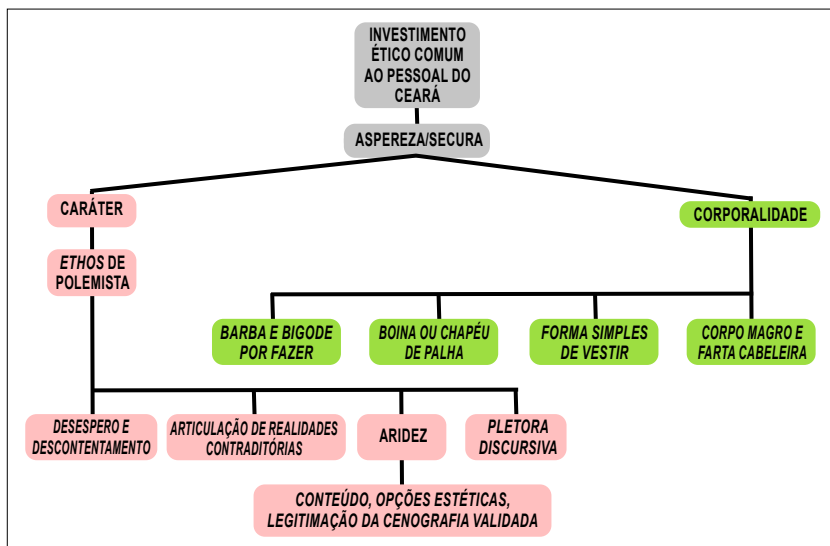 INVESTIMENTO
ÉTICO COMUM
AO PESSOAL DO
CEARÁ
ASPEREZA/SECURA
CARÁTER
CORPORALIDADE
ETHOS DE
POLEMISTA
BARBA E BIGODE
POR FAZER
BOINA OU CHAPÉU
DE PALHA
FORMA SIMPLES
DE VESTIR
CORPO MAGRO E
FARTA CABELEIRA
DESESPERO E
DESCONTENTAMENTO
ARTICULAÇÃO DE REALIDADES
CONTRADITÓRIAS
ARIDEZ
PLETORA
DISCURSIVA
CONTEÚDO, OPÇÕES ESTÉTICAS,
LEGITIMAÇÃO DA CENOGRAFIA VALIDADA